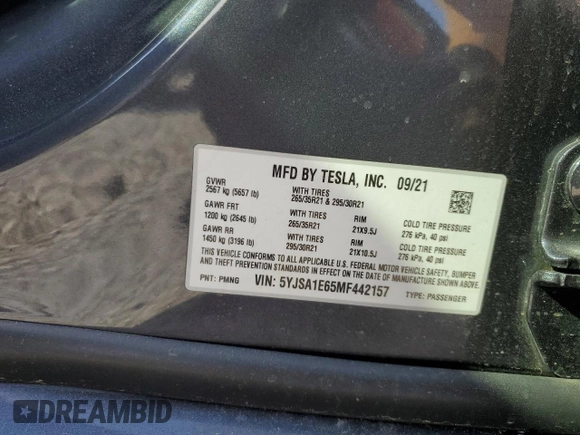 MFD BY TESLA, INC. 09/21
GVWR
2567 kg (5657 lb)
WITH TIRES
265/35R21 & 295/30R21
GAWR FRT
1200 kg (2645 lb)
WITH TIRES
265/35R21
RIM
21X9.5J
COLD TIRE PRESSURE
276 kPa, 40 psi
GAWR RR
1450 kg (3196 lb)
WITH TIRES
295/30R21
RIM
21X10.5J
COLD TIRE PRESSURE
276 kPa, 40 psi
THIS VEHICLE CONFORMS TO ALL APPLICABLE FEDERAL MOTOR VEHICLE SAFETY, BUMPER
AND THEFT PREVENTION STANDARDS IN EFFECT ON THE DATE OF MANUFACTURE SHOWN ABOVE.
PNT: PMNG VIN: 5YJSA1E65MF442157 TYPE: PASSENGER
DREAMBID